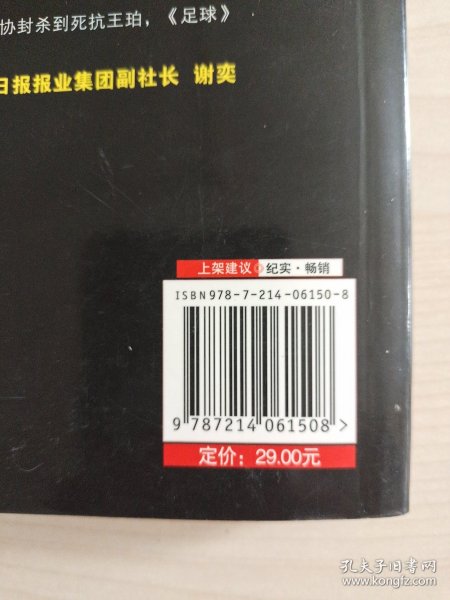 协封杀到死抗王珀，《足球》
日报报业集团副社长 谢奕
上架建议 纪实·畅销
ISBN 978-7-214-06150-8
9 787214 061508 >
定价：29.00元
孔夫子旧书网
www.kongfz.com